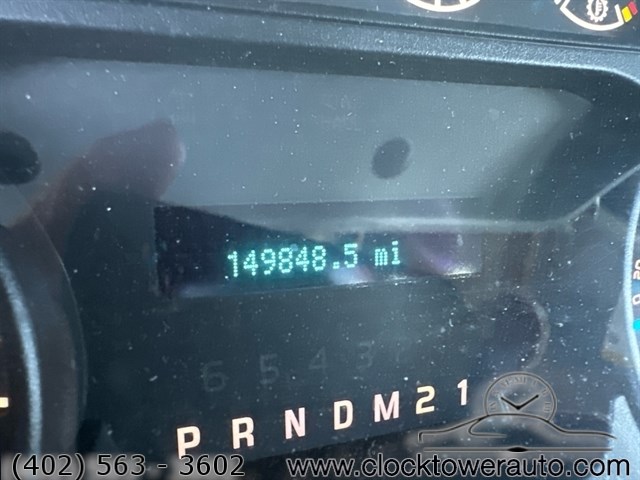 149848.5 mi
6 5 4 3
P R N D M 2 1
(402) 563 - 3602
www.clocktowerauto.com